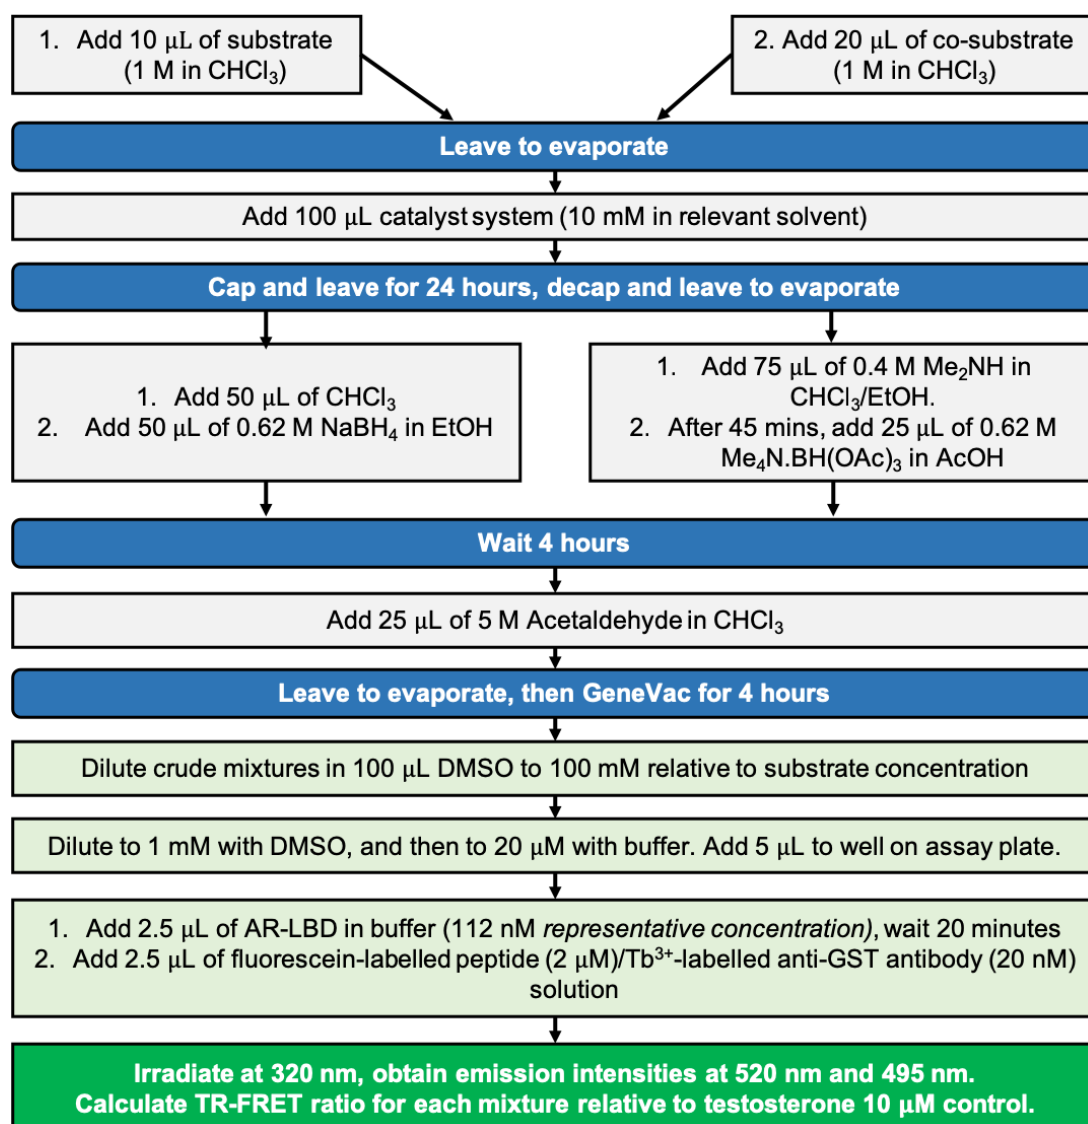 1. Add 10 μL of substrate
(1 M in CHCl₃)
2. Add 20 μL of co-substrate
(1 M in CHCl₃)
Leave to evaporate
Add 100 μL catalyst system (10 mM in relevant solvent)
Cap and leave for 24 hours, decap and leave to evaporate
1. Add 50 μL of CHCl₃
2. Add 50 μL of 0.62 M NaBH₄ in EtOH
1. Add 75 μL of 0.4 M Me₂NH in
CHCl₃/EtOH.
2. After 45 mins, add 25 μL of 0.62 M
Me₄N.BH(OAc)₃ in AcOH
Wait 4 hours
Add 25 μL of 5 M Acetaldehyde in CHCl₃
Leave to evaporate, then GeneVac for 4 hours
Dilute crude mixtures in 100 μL DMSO to 100 mM relative to substrate concentration
Dilute to 1 mM with DMSO, and then to 20 μM with buffer. Add 5 μL to well on assay plate.
1. Add 2.5 μL of AR-LBD in buffer (112 nM representative concentration), wait 20 minutes
2. Add 2.5 μL of fluorescein-labelled peptide (2 μM)/Tb³⁺-labelled anti-GST antibody (20 nM)
solution
Irradiate at 320 nm, obtain emission intensities at 520 nm and 495 nm.
Calculate TR-FRET ratio for each mixture relative to testosterone 10 μM control.